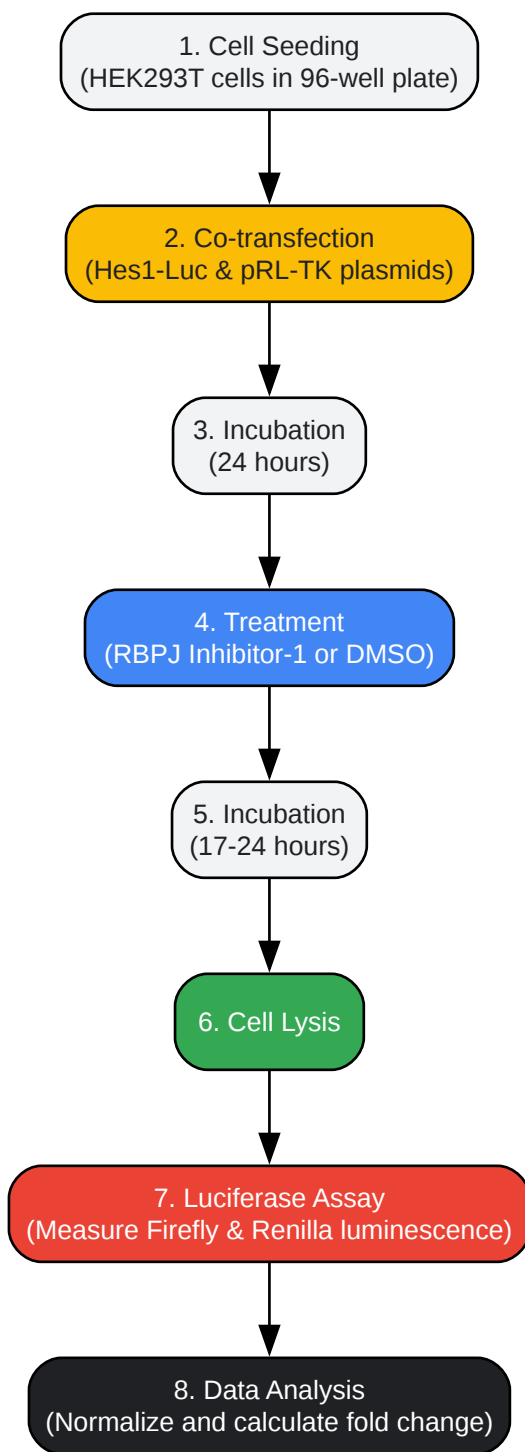 1. Cell Seeding
(HEK293T cells in 96-well plate)
2. Co-transfection
(Hes1-Luc & pRL-TK plasmids)
3. Incubation
(24 hours)
4. Treatment
(RBPJ Inhibitor-1 or DMSO)
5. Incubation
(17-24 hours)
6. Cell Lysis
7. Luciferase Assay
(Measure Firefly & Renilla luminescence)
8. Data Analysis
(Normalize and calculate fold change)